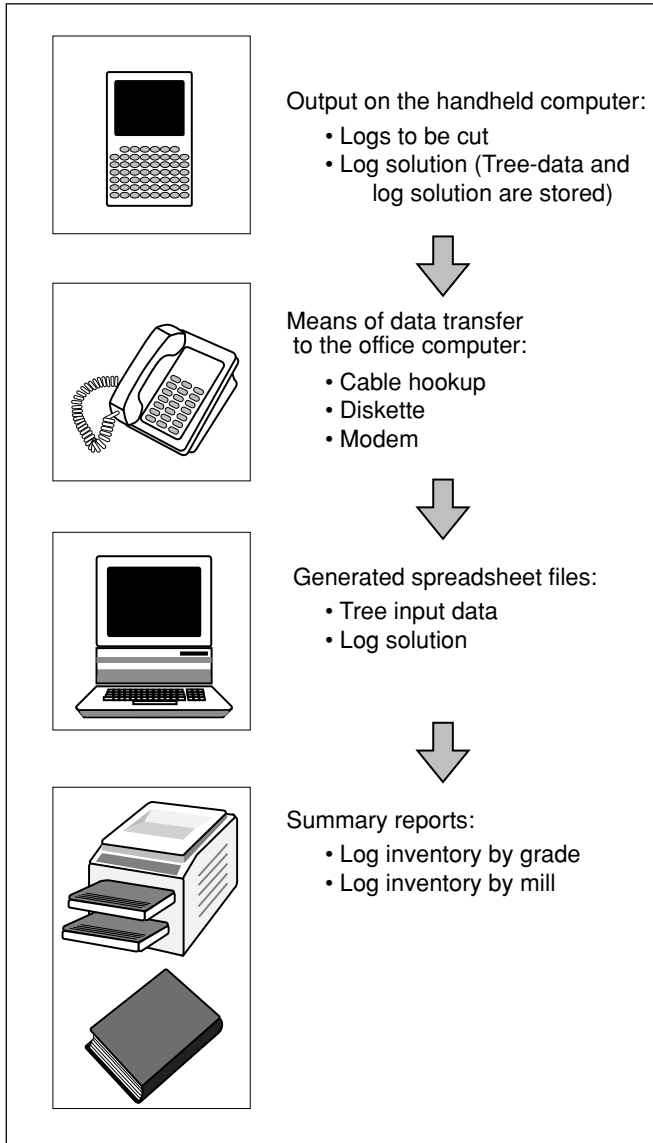 Output on the handheld computer:
• Logs to be cut
• Log solution (Tree-data and
log solution are stored)
Means of data transfer
to the office computer:
• Cable hookup
• Diskette
• Modem
Generated spreadsheet files:
• Tree input data
• Log solution
Summary reports:
• Log inventory by grade
• Log inventory by mill